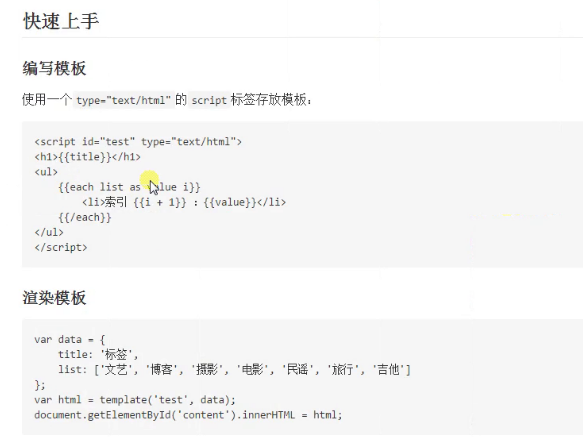 快速上手
编写模板
使用一个 type="text/html" 的 script 标签存放模板：
<script id="test" type="text/html">
<h1>{{title}}</h1>
<ul>
    {{each list as value i}}
        <li>索引 {{i + 1}} ：{{value}}</li>
    {{/each}}
</ul>
</script>
渲染模板
var data = {
    title: '标签',
    list: ['文艺', '博客', '摄影', '电影', '民谣', '旅行', '吉他']
};
var html = template('test', data);
document.getElementById('content').innerHTML = html;